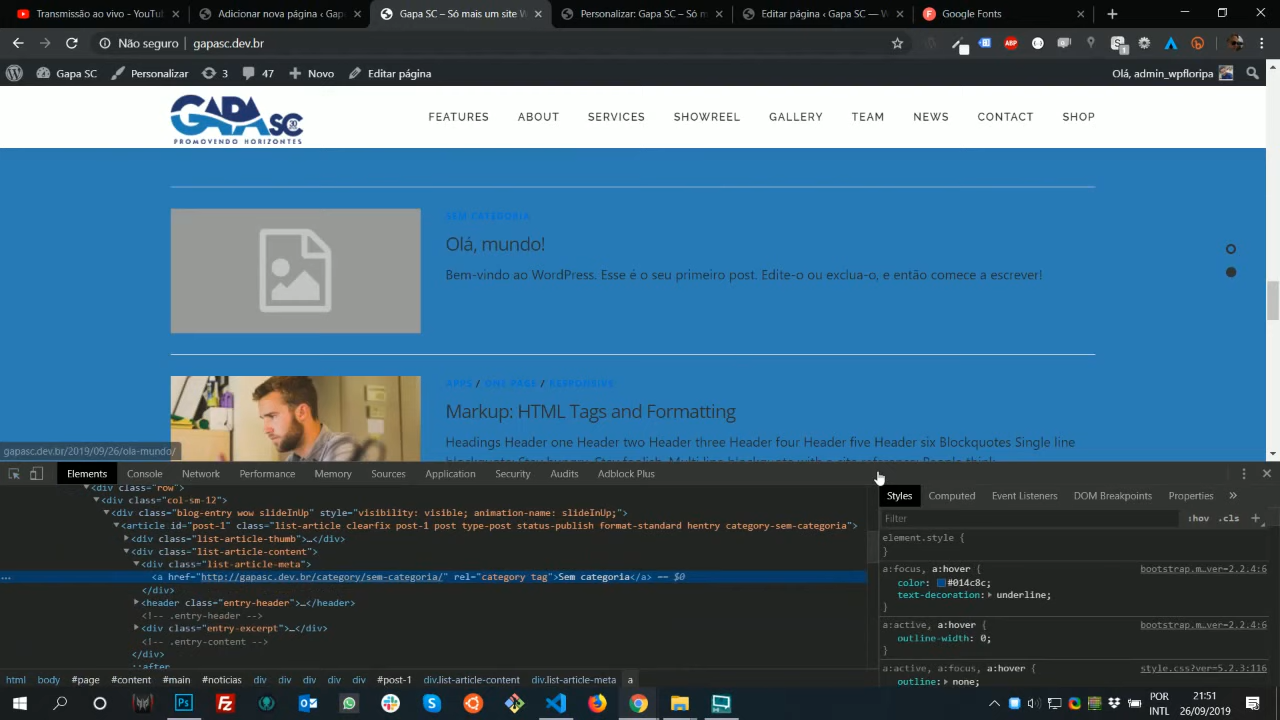 Transmissão ao vivo - YouTu
Adicionar nova página ‹ Gapa
Gapa SC – Só mais um site W
Personalizar: Gapa SC – Só m
Editar página ‹ Gapa SC — W
Google Fonts
Não seguro | gapasc.dev.br
Gapa SC
Personalizar
3
47
Novo
Editar página
Olá, admin_wpfloripa
GAPA SC
PROMOVENDO HORIZONTES
FEATURES ABOUT SERVICES SHOWREEL GALLERY TEAM NEWS CONTACT SHOP
SEM CATEGORIA
Olá, mundo!
Bem-vindo ao WordPress. Esse é o seu primeiro post. Edite-o ou exclua-o, e então comece a escrever!
APPS / ONE PAGE / RESPONSIVE
Markup: HTML Tags and Formatting
Headings Header one Header two Header three Header four Header five Header six Blockquotes Single line
gapasc.dev.br/2019/09/26/ola-mundo/
Elements Console Network Performance Memory Sources Application Security Audits Adblock Plus
<div class="row">
<div class="col-sm-12">
<div class="blog-entry wow slideInUp" style="visibility: visible; animation-name: slideInUp;">
<article id="post-1" class="list-article clearfix post-1 post type-post status-publish format-standard hentry category-sem-categoria">
<div class="list-article-thumb">…</div>
<div class="list-article-content">
<div class="list-article-meta">
<a href="http://gapasc.dev.br/category/sem-categoria/" rel="category tag">Sem categoria</a> == $0
</div>
<header class="entry-header">…</header>
<!-- .entry-header -->
<div class="entry-excerpt">…</div>
<!-- .entry-content -->
</div>
::after
html body #page #content #main #noticias div div div #post-1 div.list-article-content div.list-article-meta a
Styles Computed Event Listeners DOM Breakpoints Properties »
Filter :hov .cls +
element.style {
}
a:focus, a:hover { bootstrap.m…ver=2.2.4:6
color: #014c8c;
text-decoration: underline;
}
a:active, a:hover { bootstrap.m…ver=2.2.4:6
outline-width: 0;
}
a:active, a:focus, a:hover { style.css?ver=5.2.3:116
outline: none;
POR
INTL
21:51
26/09/2019